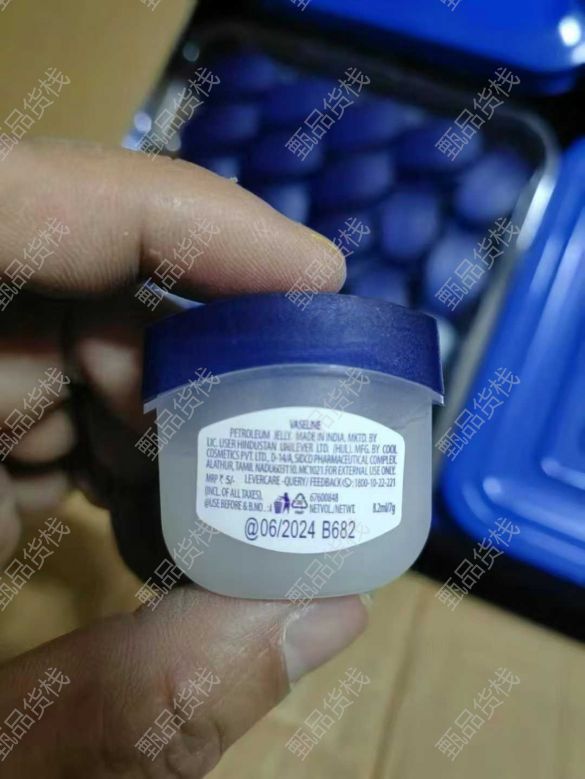 VASELINE
PETROLEUM JELLY. MADE IN INDIA. MKTD. BY
LIC. USER HINDUSTAN UNILEVER LTD. (HUL). MFG. BY COOL
COSMETICS PVT. LTD., D-14/A, SIDCO PHARMACEUTICAL COMPLEX,
ALATHUR, TAMIL NADU603110, MC1021. FOR EXTERNAL USE ONLY.
MRP ₹ 5/- LEVERCARE -QUERY/ FEEDBACK : 1800-10-22-221
(INCL. OF ALL TAXES). 67600848
@USE BEFORE & B.NO. NETVOL./NETWT. 8.2ml/7g
@06/2024 B682
甄品货栈